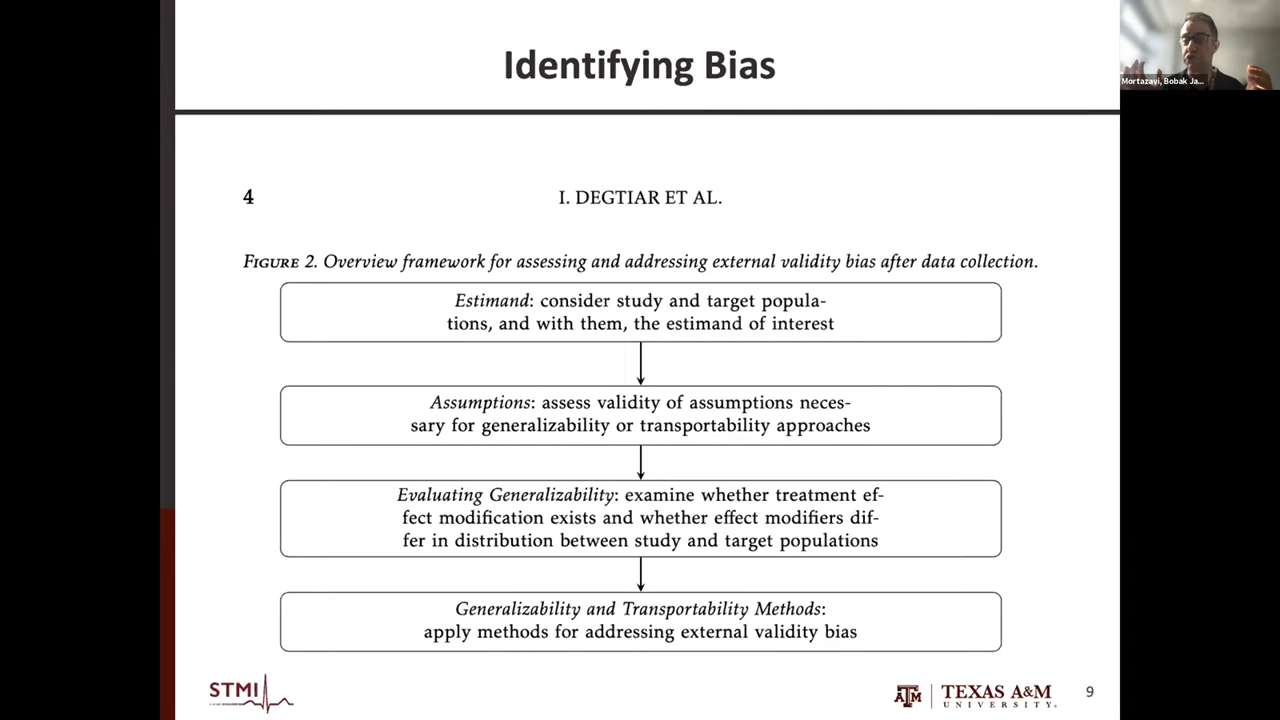 Identifying Bias
Mortazavi, Bobak Ja...
4
I. DEGTIAR ET AL.
FIGURE 2. Overview framework for assessing and addressing external validity bias after data collection.
Estimand: consider study and target popula-
tions, and with them, the estimand of interest
Assumptions: assess validity of assumptions neces-
sary for generalizability or transportability approaches
Evaluating Generalizability: examine whether treatment ef-
fect modification exists and whether effect modifiers dif-
fer in distribution between study and target populations
Generalizability and Transportability Methods:
apply methods for addressing external validity bias
STMI
ATM
TEXAS A&M
UNIVERSITY.
9